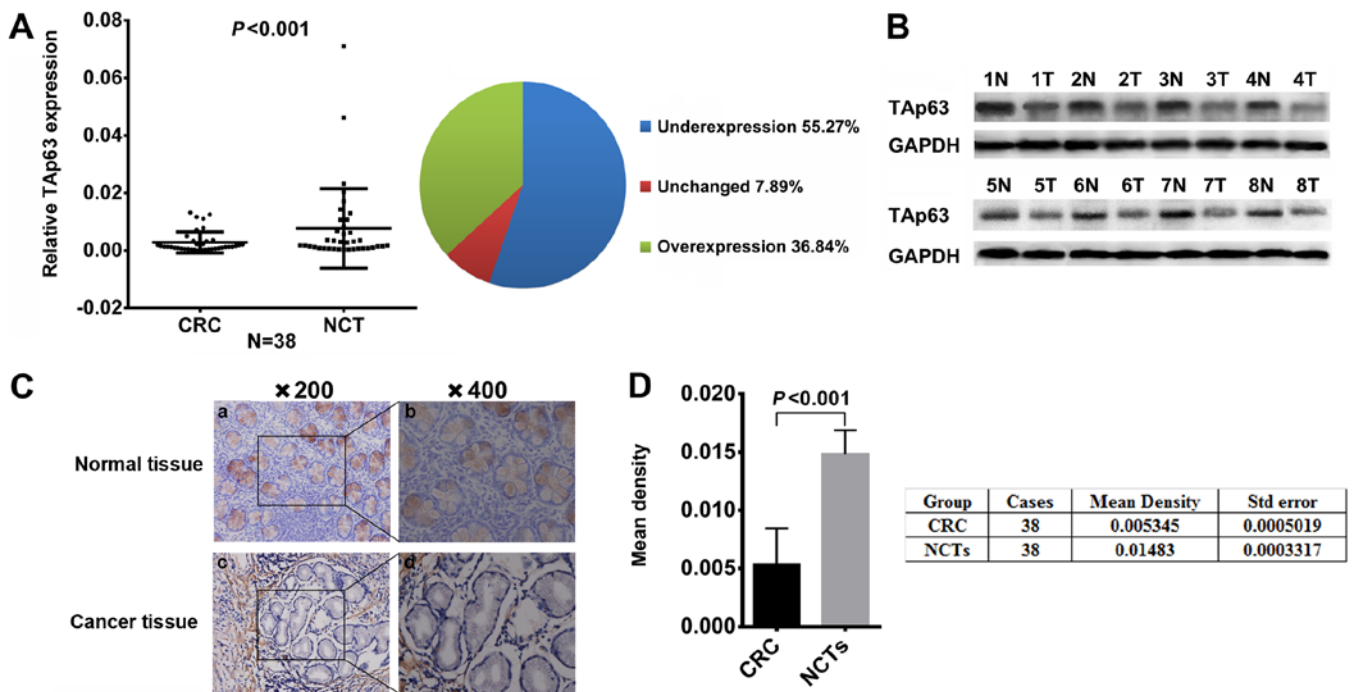 A
Relative TAp63 expression
0.08
0.06
0.04
0.02
0.00
-0.02
P<0.001
CRC
NCT
N=38
Underexpression 55.27%
Unchanged 7.89%
Overexpression 36.84%
B
1N 1T 2N 2T 3N 3T 4N 4T
TAp63
GAPDH
5N 5T 6N 6T 7N 7T 8N 8T
TAp63
GAPDH
C
×200
×400
a
b
Normal tissue
c
d
Cancer tissue
D
Mean density
0.020
0.015
0.010
0.005
0.000
P<0.001
CRC
NCTs
Group Cases Mean Density Std error
CRC 38 0.005345 0.0005019
NCTs 38 0.01483 0.0003317